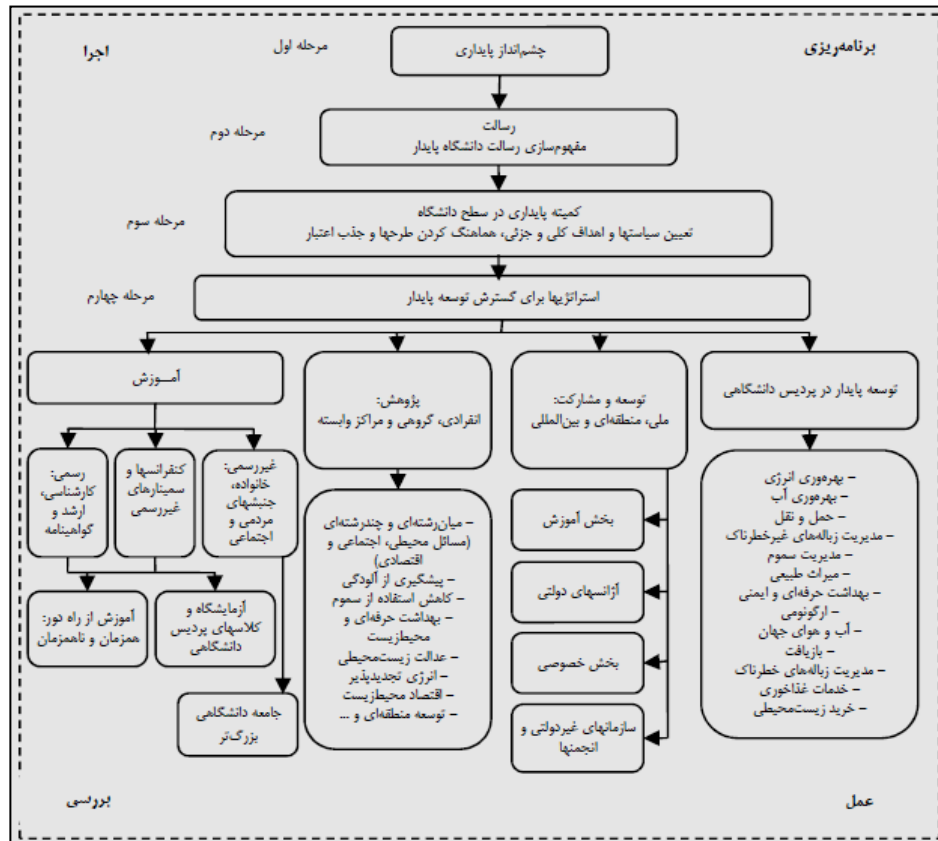 برنامه‌ریزی
اجرا
مرحله اول
چشم‌انداز پایداری
مرحله دوم
رسالت
مفهوم‌سازی رسالت دانشگاه پایدار
مرحله سوم
کمیته پایداری در سطح دانشگاه
تعیین سیاستها و اهداف کلی و جزئی، هماهنگ کردن طرحها و جذب اعتبار
مرحله چهارم
استراتژیها برای گسترش توسعه پایدار
توسعه پایدار در پردیس دانشگاهی
توسعه و مشارکت:
ملی، منطقه‌ای و بین‌المللی
پژوهش:
انفرادی، گروهی و مراکز وابسته
آمــوزش
– بهره‌وری انرژی
– بهره‌وری آب
– حمل و نقل
– مدیریت زباله‌های غیرخطرناک
– مدیریت سموم
– میراث طبیعی
– بهداشت حرفه‌ای و ایمنی
– ارگونومی
– آب و هوای جهان
– بازیافت
– مدیریت زباله‌های خطرناک
– خدمات غذاخوری
– خرید زیست‌محیطی
بخش آموزش
آژانسهای دولتی
بخش خصوصی
سازمانهای غیردولتی و
انجمنها
– میان‌رشته‌ای و چندرشته‌ای
(مسائل محیطی، اجتماعی و
اقتصادی)
– پیشگیری از آلودگی
– کاهش استفاده از سموم
– بهداشت حرفه‌ای و
محیط‌زیست
– عدالت زیست‌محیطی
– انرژی تجدیدپذیر
– اقتصاد محیط‌زیست
– توسعه منطقه‌ای و ...
غیررسمی:
خانواده،
جنبشهای
مردمی و
اجتماعی
کنفرانسها و
سمینارهای
غیررسمی
رسمی:
کارشناسی،
ارشد و
گواهینامه
آزمایشگاه و
کلاسهای پردیس
دانشگاهی
آموزش از راه دور:
همزمان و ناهمزمان
جامعه دانشگاهی
بزرگ‌تر
عمل
بررسی